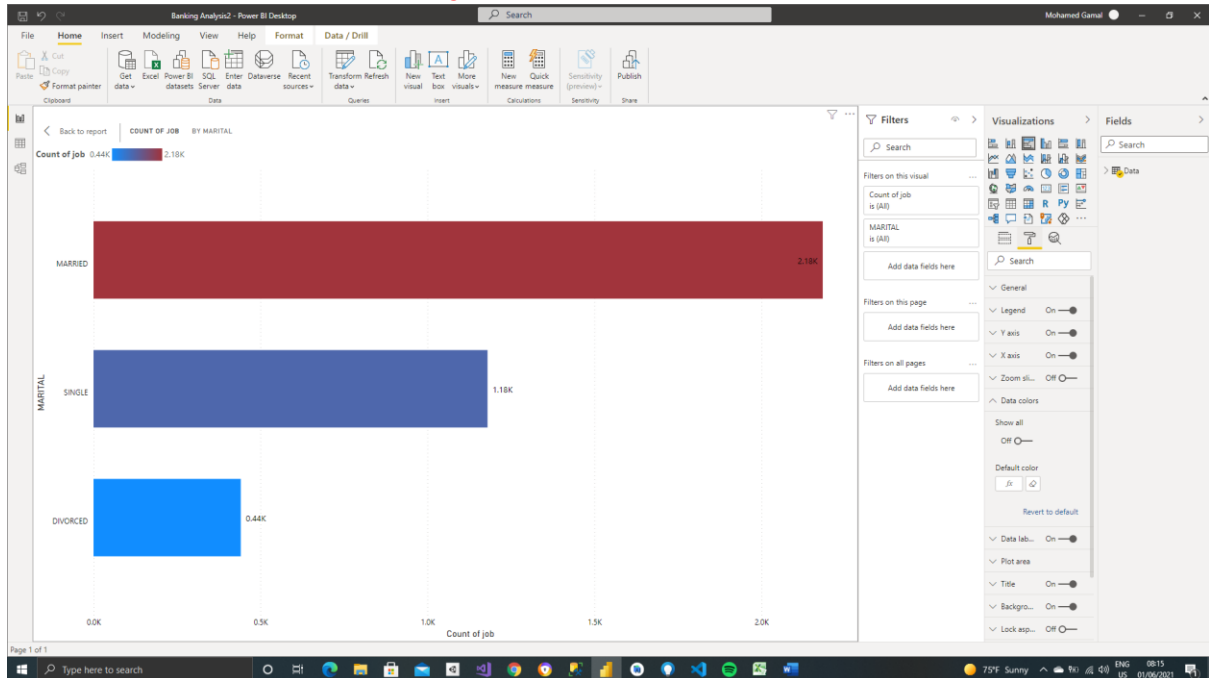 Banking Analysis2 - Power BI Desktop
Search
Mohamed Gamal
File Home Insert Modeling View Help Format Data / Drill
Paste
Cut
Copy
Format painter
Clipboard
Get data
Excel
Power BI datasets
SQL Server
Enter data
Dataverse
Recent sources
Data
Transform data
Refresh
Queries
New visual
Text box
More visuals
Insert
New measure
Quick measure
Calculations
Sensitivity (preview)
Sensitivity
Publish
Share
Back to report
COUNT OF JOB BY MARITAL
Count of job 0.44K 2.18K
MARITAL
MARRIED 2.18K
SINGLE 1.18K
DIVORCED 0.44K
0.0K 0.5K 1.0K 1.5K 2.0K
Count of job
Filters
Search
Filters on this visual ...
Count of job
is (All)
MARITAL
is (All)
Add data fields here
Filters on this page ...
Add data fields here
Filters on all pages ...
Add data fields here
Visualizations
R Py
...
Search
General
Legend On
Y axis On
X axis On
Zoom sli... Off
Data colors
Show all
Off
Default color
fx
Revert to default
Data lab... On
Plot area
Title On
Backgro... On
Lock asp... Off
Fields
Search
Data
Page 1 of 1
Type here to search
75°F Sunny
ENG
US
08:15
01/06/2021